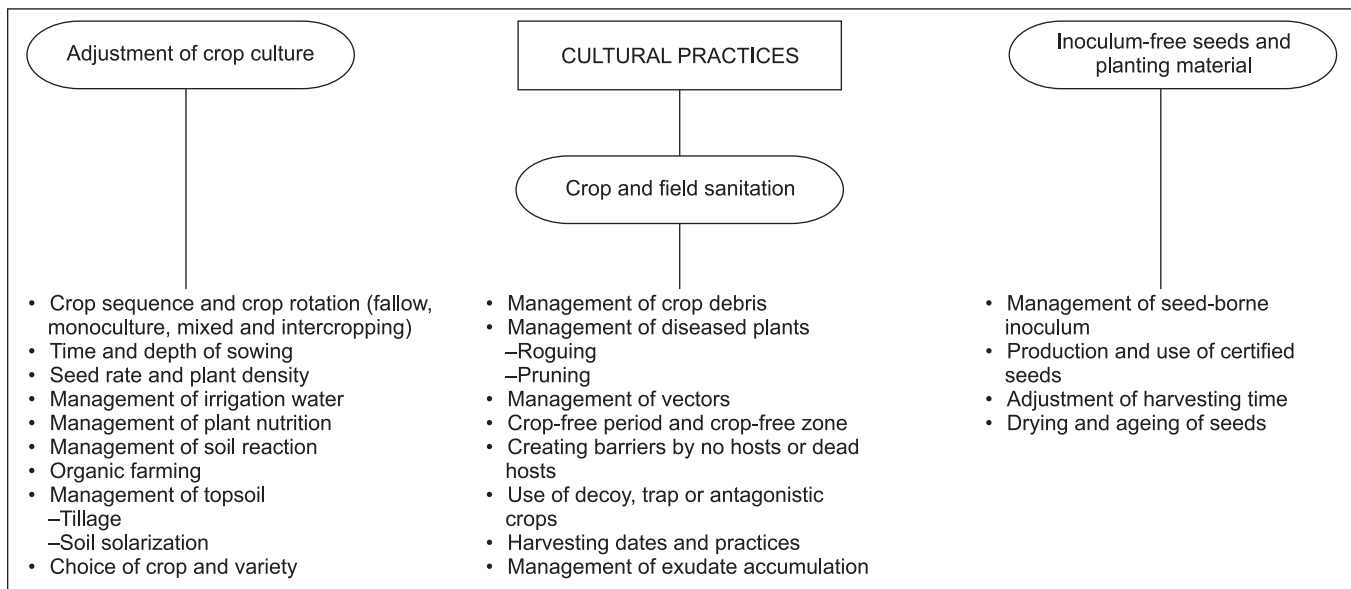 Adjustment of crop culture
CULTURAL PRACTICES
Inoculum-free seeds and
planting material
Crop and field sanitation
• Crop sequence and crop rotation (fallow,
monoculture, mixed and intercropping)
• Time and depth of sowing
• Seed rate and plant density
• Management of irrigation water
• Management of plant nutrition
• Management of soil reaction
• Organic farming
• Management of topsoil
–Tillage
–Soil solarization
• Choice of crop and variety
• Management of crop debris
• Management of diseased plants
–Roguing
–Pruning
• Management of vectors
• Crop-free period and crop-free zone
• Creating barriers by no hosts or dead
hosts
• Use of decoy, trap or antagonistic
crops
• Harvesting dates and practices
• Management of exudate accumulation
• Management of seed-borne
inoculum
• Production and use of certified
seeds
• Adjustment of harvesting time
• Drying and ageing of seeds